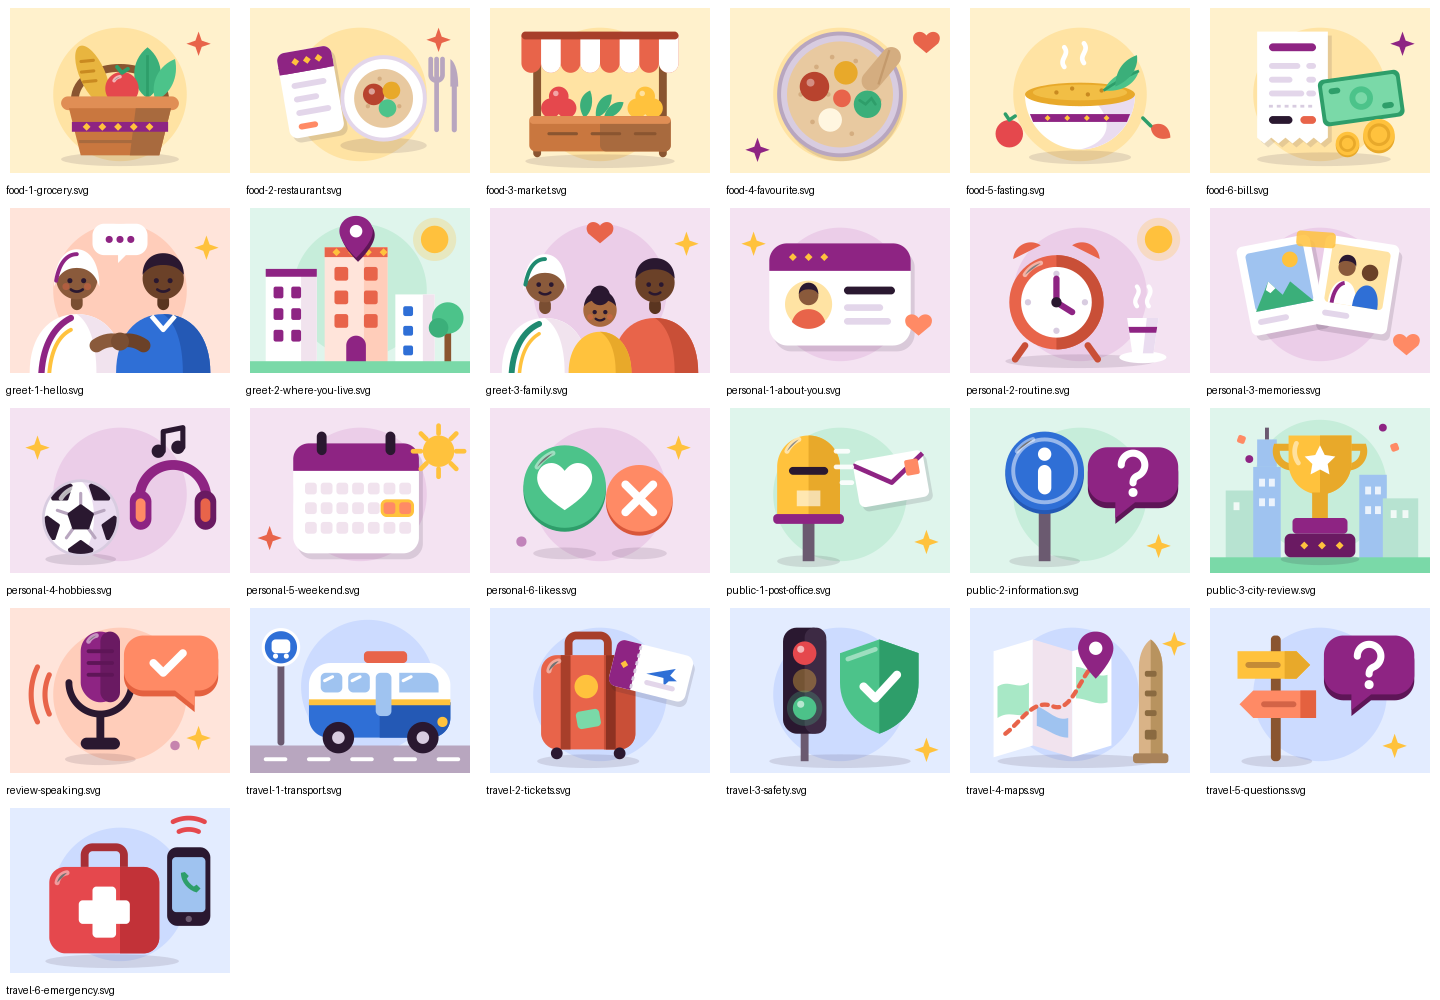 food-1-grocery.svg
food-2-restaurant.svg
food-3-market.svg
food-4-favourite.svg
food-5-fasting.svg
food-6-bill.svg
greet-1-hello.svg
greet-2-where-you-live.svg
greet-3-family.svg
personal-1-about-you.svg
personal-2-routine.svg
personal-3-memories.svg
personal-4-hobbies.svg
personal-5-weekend.svg
personal-6-likes.svg
public-1-post-office.svg
public-2-information.svg
public-3-city-review.svg
review-speaking.svg
travel-1-transport.svg
travel-2-tickets.svg
travel-3-safety.svg
travel-4-maps.svg
travel-5-questions.svg
travel-6-emergency.svg